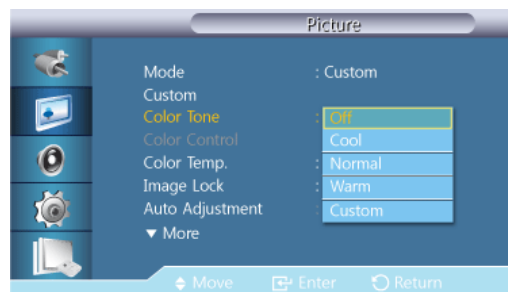 Picture
Mode : Custom
Custom
Color Tone : Off
Color Control Cool
Color Temp. : Normal
Image Lock : Warm
Auto Adjustment : Custom
▼ More
Move Enter Return